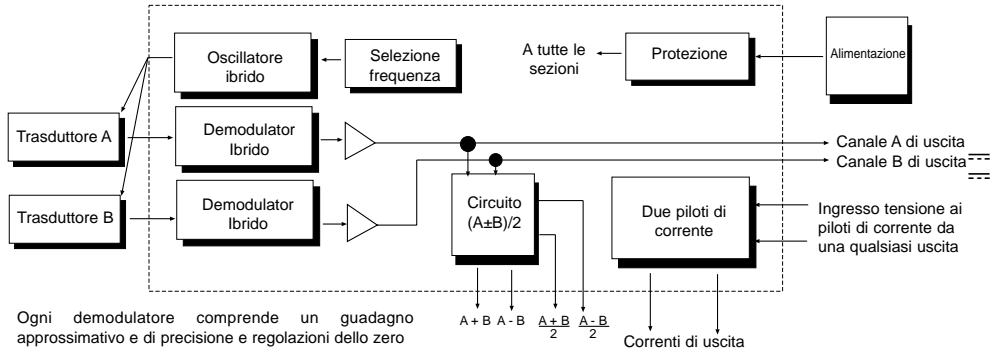 Oscillatore
ibrido
Selezione
frequenza
A tutte le
sezioni
Protezione
Alimentazione
Trasduttore A
Demodulator
Ibrido
Canale A di uscita
Canale B di uscita
Trasduttore B
Demodulator
Ibrido
Circuito
(A±B)/2
Due piloti di
corrente
Ingresso tensione ai
piloti di corrente da
una qualsiasi uscita
A + B
A - B
A + B
2
A - B
2
Correnti di uscita
Ogni demodulatore comprende un guadagno
approssimativo e di precisione e regolazioni dello zero